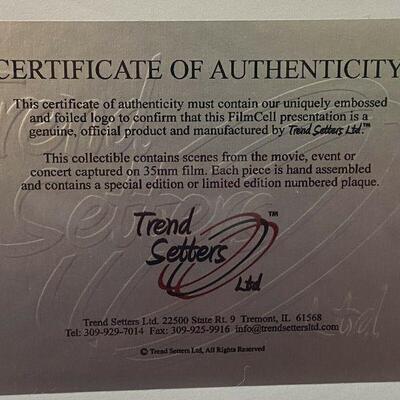 CERTIFICATE OF AUTHENTICITY
This certificate of authenticity must contain our uniquely embossed
and foiled logo to confirm that this FilmCell presentation is a
genuine, official product and manufactured by Trend Setters Ltd.™
This collectible contains scenes from the movie, event or
concert captured on 35mm film. Each piece is hand assembled
and contains a special edition or limited edition numbered plaque.
Trend
Setters
Ltd
™
Trend Setters Ltd. 22500 State Rt. 9 Tremont, IL 61568
Tel: 309-929-7014 Fax: 309-925-9916 info@trendsettersltd.com
© Trend Setters Ltd, All Rights Reserved
Trend
Setters
Ltd